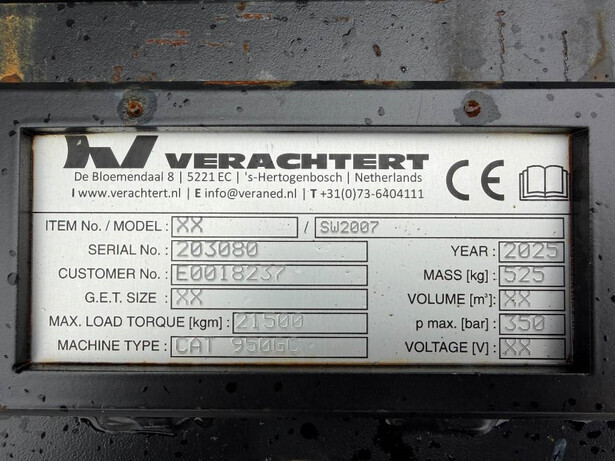 VERACHTERT
De Bloemendaal 8 | 5221 EC | 's-Hertogenbosch | Netherlands
I www.verachtert.nl | E info@veraned.nl | T +31(0)73-6404111
CE
ITEM No. / MODEL : XX / SW2007
SERIAL No. : 203080 YEAR : 2025
CUSTOMER No. : E0018237 MASS [kg] : 525
G.E.T. SIZE : XX VOLUME [m³] : XX
MAX. LOAD TORQUE [kgm] : 21500 p max. [bar] : 350
MACHINE TYPE : CAT 950GC VOLTAGE [V] : XX